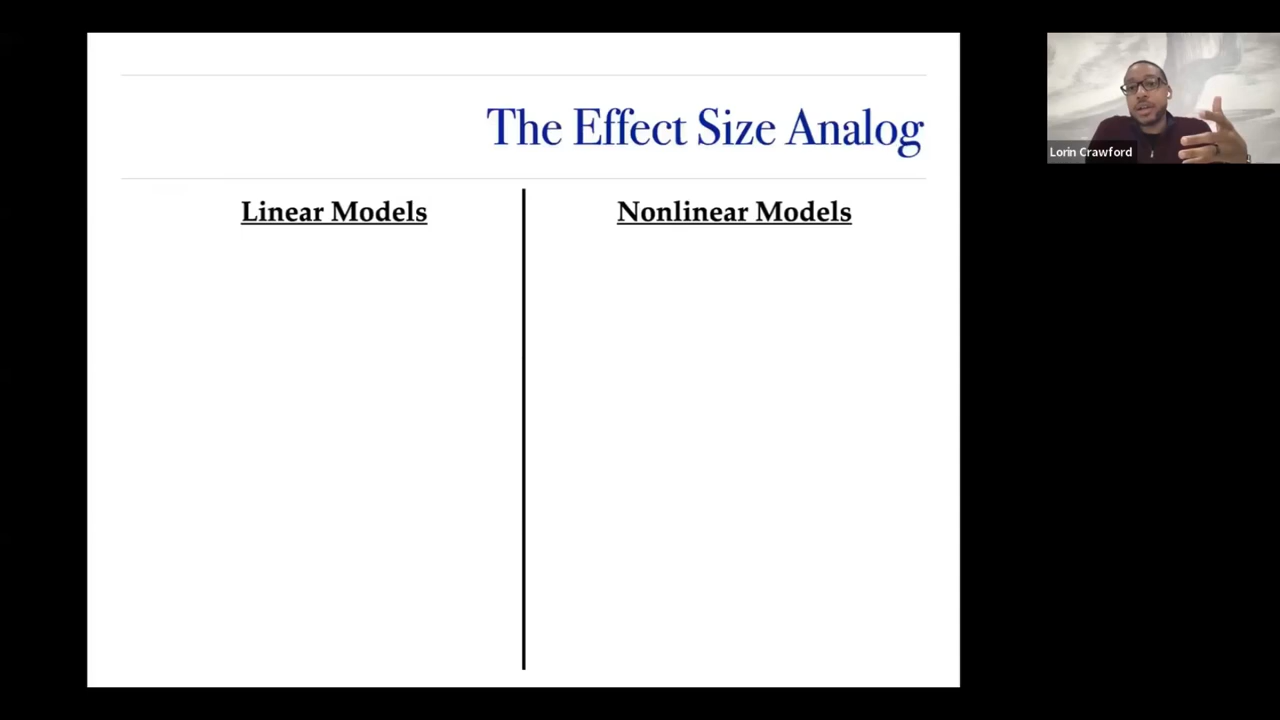 The Effect Size Analog
Linear Models
Nonlinear Models
Lorin Crawford